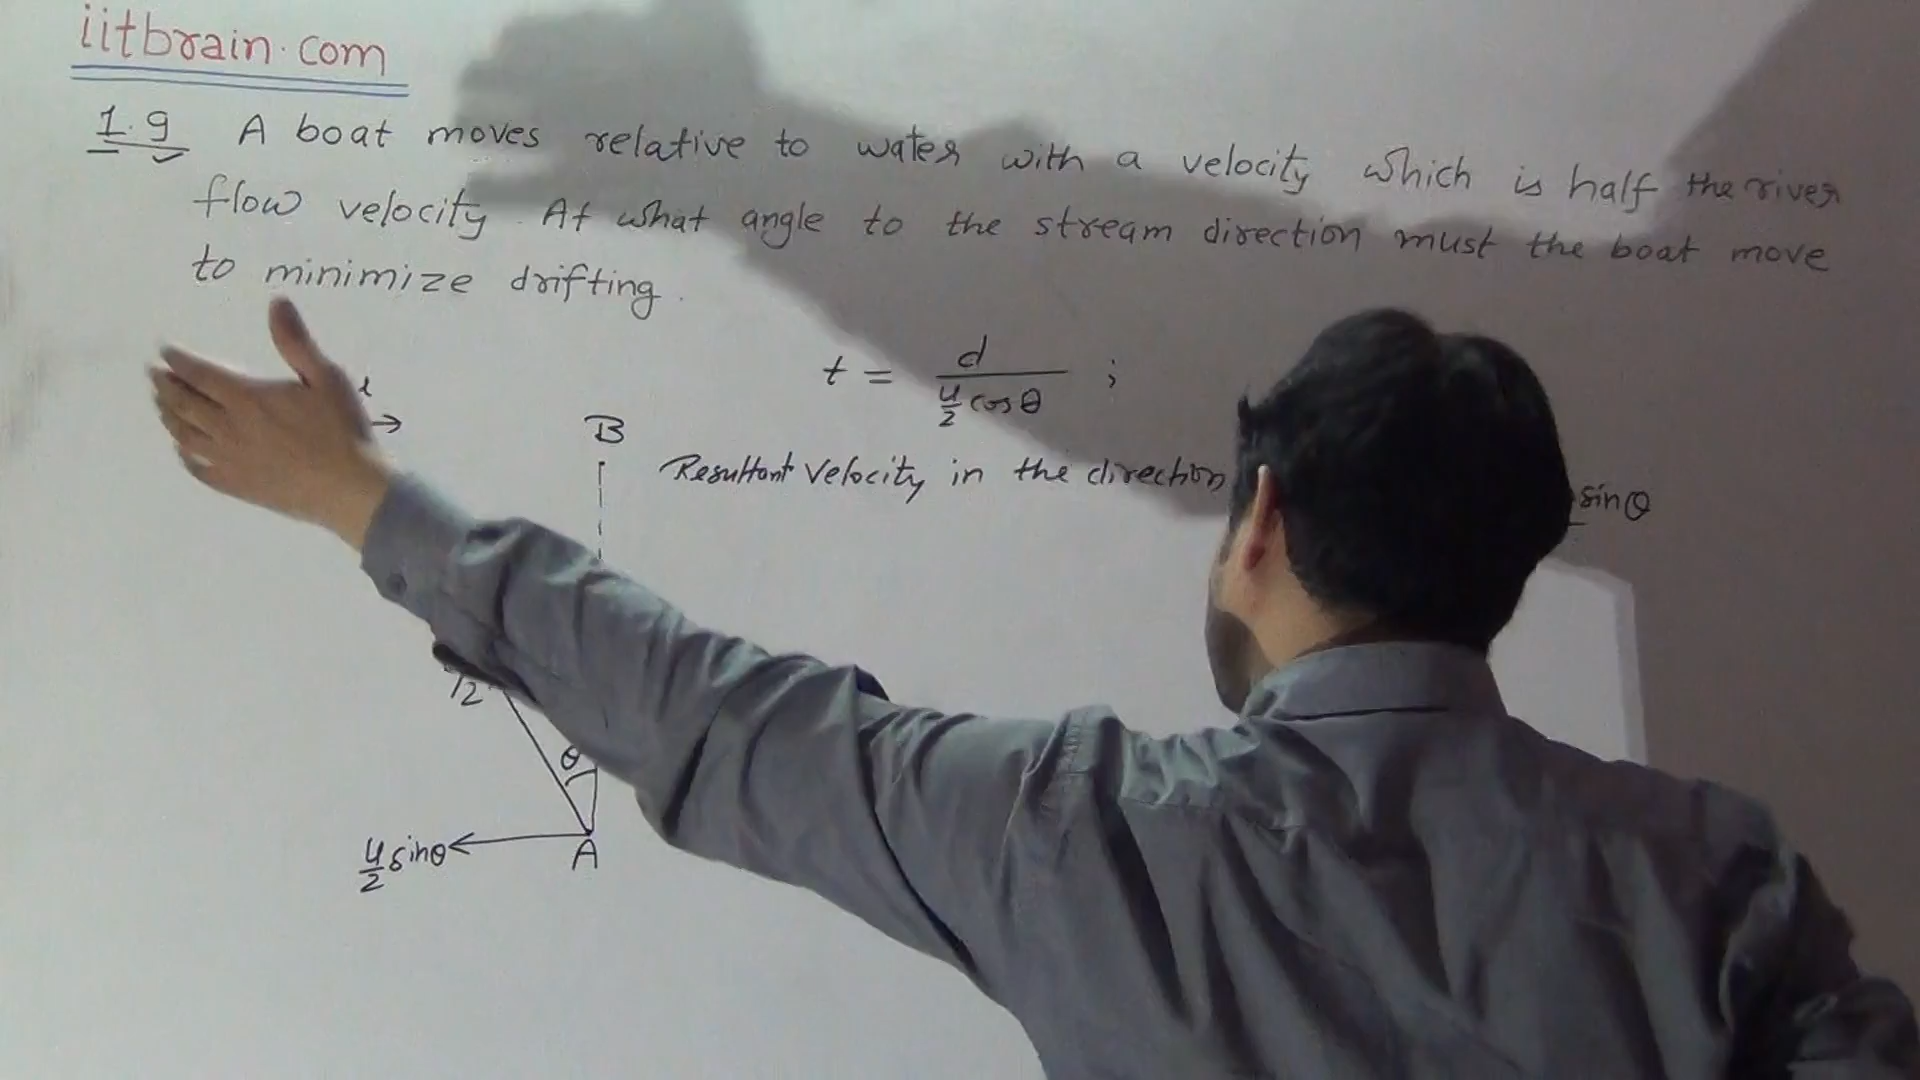 iitbrain.com
1.9 A boat moves relative to water with a velocity which is half the river
flow velocity. At what angle to the stream direction must the boat move
to minimize drifting.
t = d / (u/2 cosθ) ;
B
Resultant velocity in the direction
sinθ
/2
θ
u/2 sinθ
A